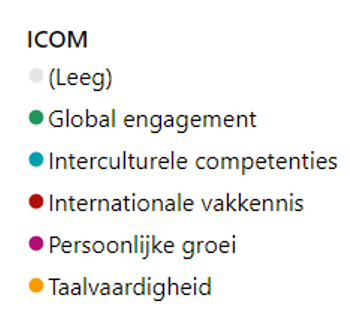 ICOM
(Leeg)
Global engagement
Interculturele competenties
Internationale vakkennis
Persoonlijke groei
Taalvaardigheid